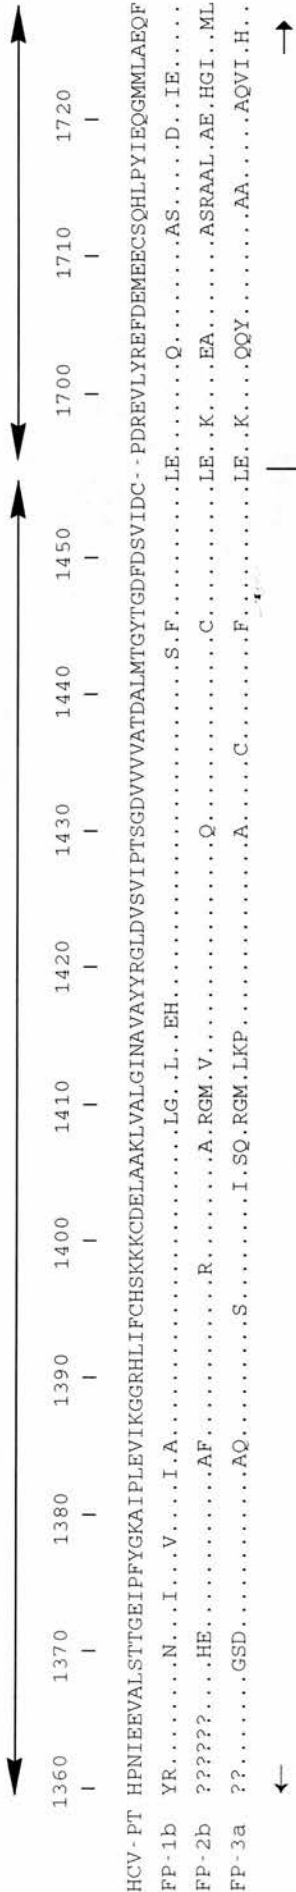 1360 1370 1380 1390 1400 1410 1420 1430 1440 1450 1700 1710 1720
HCV-PT HPNIEEVALSTTGEIPFYGKAIPLEVIKGGRHLIFCHSKKKCDELAAKLVALGINAVAYYRGLDVSVIPTSGDVVVVATDALMTGYTGDFDSVIDC--PDREVLYREFDEMEECSQHLPYIEQGMMLAEQF
FP-1b YR........N...I...V....I.A.......................LG..L..EH.........................S.F..........LE.......Q........AS.....D..IE.....
FP-2b ??????....HE............AF............R........A.RGM.V................Q..............C..........LE..K...EA........ASRAAL.AE.HGI..ML
FP-3a ??.......GSD............AQ.........S........I.SQ.RGM.LKP..............A.....C........F..........LE..K...QQY........AA......AQVI.H..